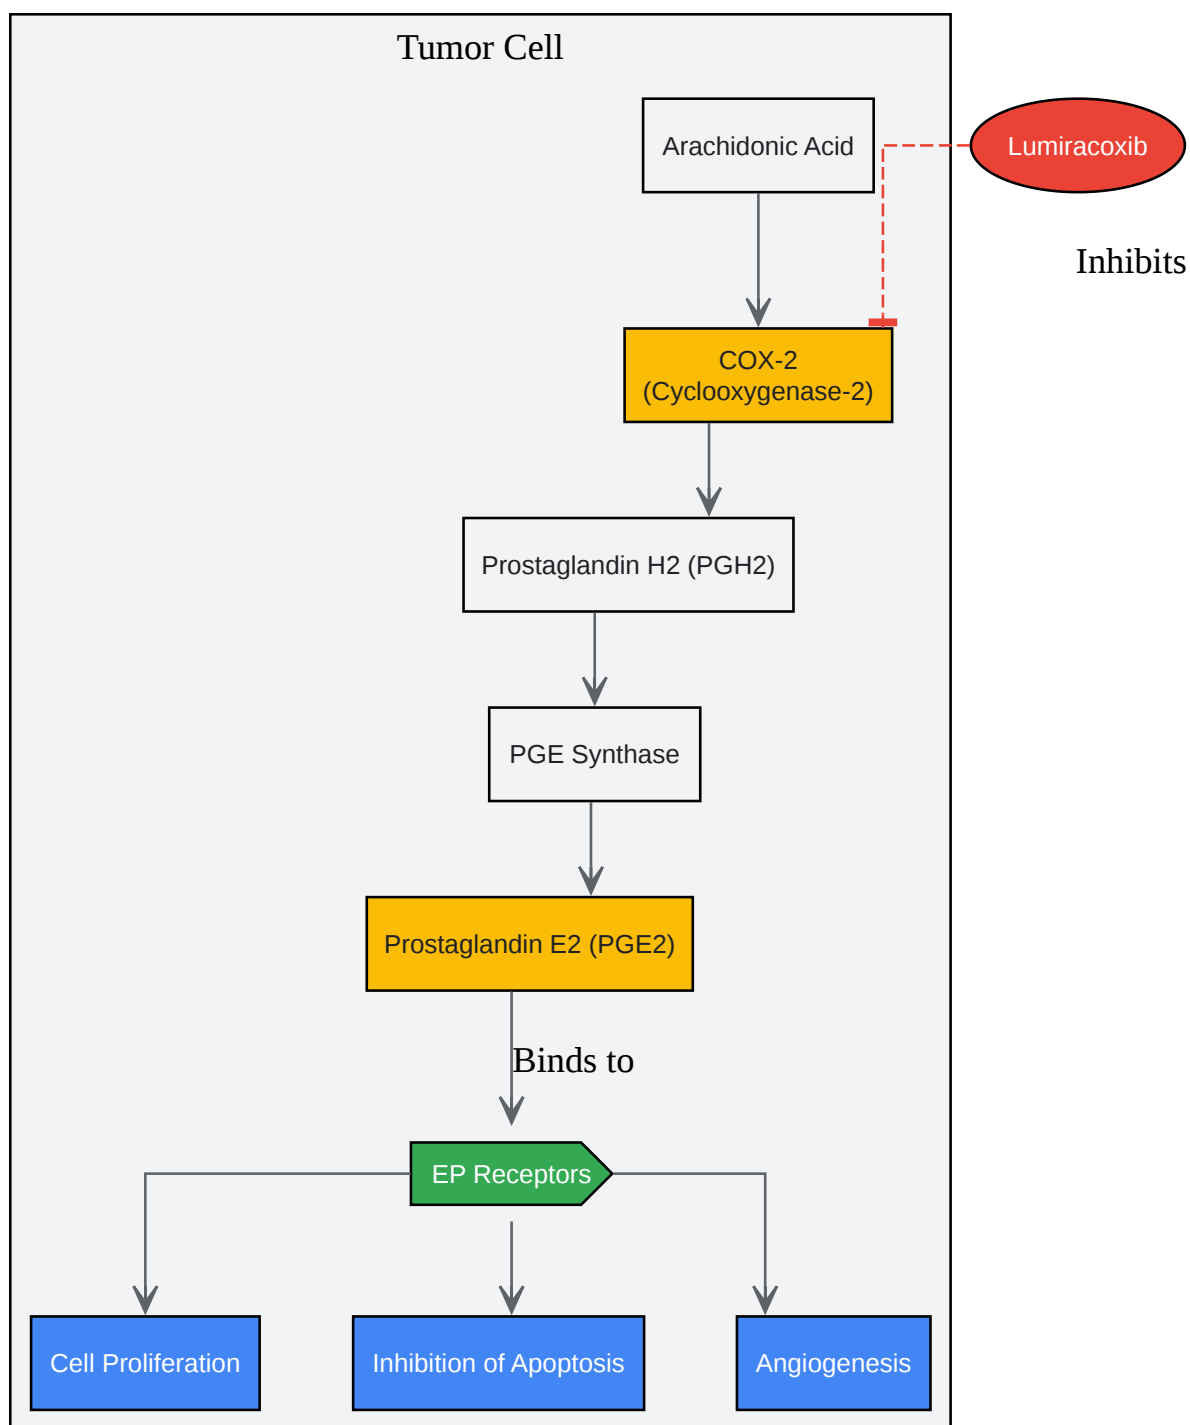 Tumor Cell
Arachidonic Acid
Lumiracoxib
Inhibits
COX-2
(Cyclooxygenase-2)
Prostaglandin H2 (PGH2)
PGE Synthase
Prostaglandin E2 (PGE2)
Binds to
EP Receptors
Cell Proliferation
Inhibition of Apoptosis
Angiogenesis